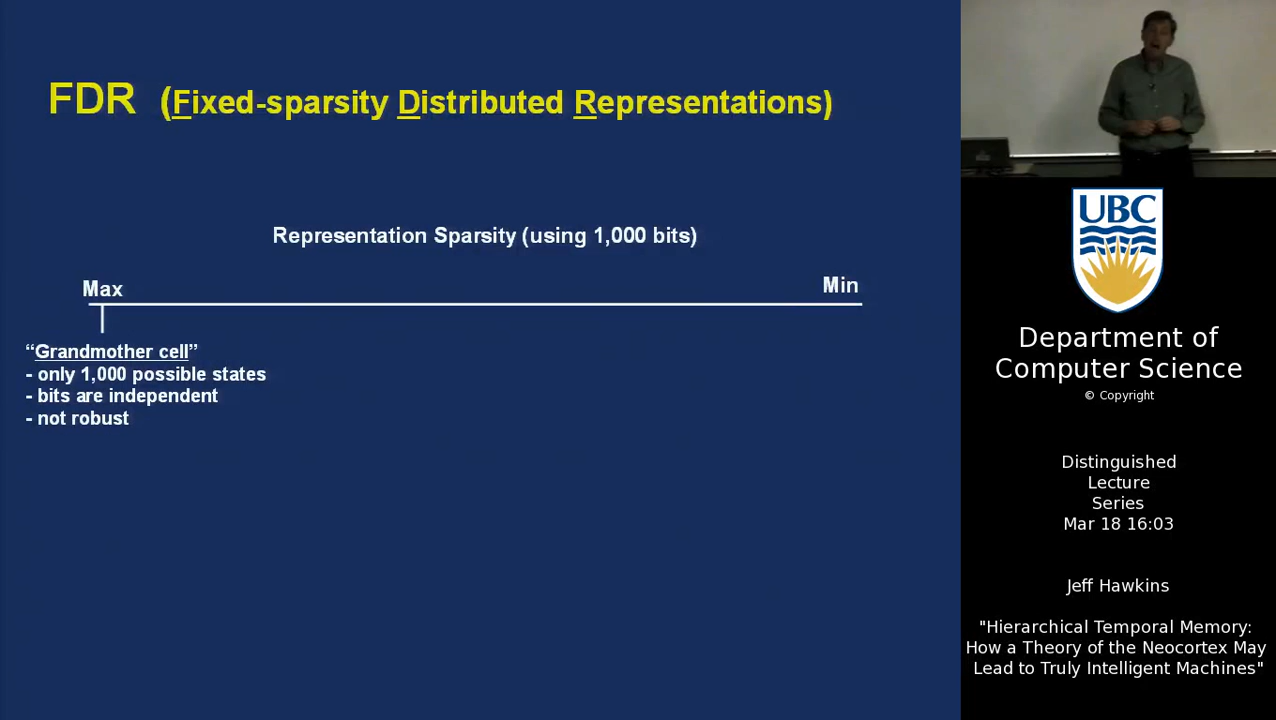 FDR (Fixed-sparsity Distributed Representations)
Representation Sparsity (using 1,000 bits)
Max
Min
“Grandmother cell”
- only 1,000 possible states
- bits are independent
- not robust
UBC
Department of
Computer Science
© Copyright
Distinguished
Lecture
Series
Mar 18 16:03
Jeff Hawkins
"Hierarchical Temporal Memory:
How a Theory of the Neocortex May
Lead to Truly Intelligent Machines"